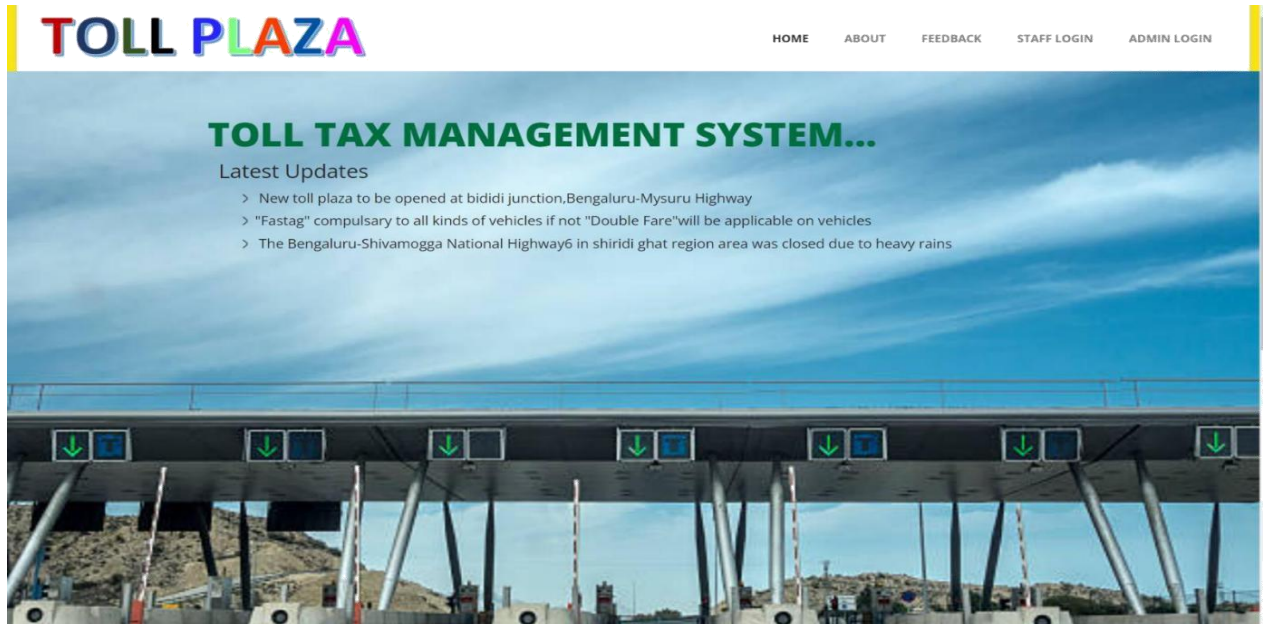 TOLL PLAZA
HOME ABOUT FEEDBACK STAFF LOGIN ADMIN LOGIN
TOLL TAX MANAGEMENT SYSTEM...
Latest Updates
New toll plaza to be opened at bididi junction,Bengaluru-Mysuru Highway
"Fastag" compulsary to all kinds of vehicles if not "Double Fare"will be applicable on vehicles
The Bengaluru-Shivamogga National Highway6 in shiridi ghat region area was closed due to heavy rains